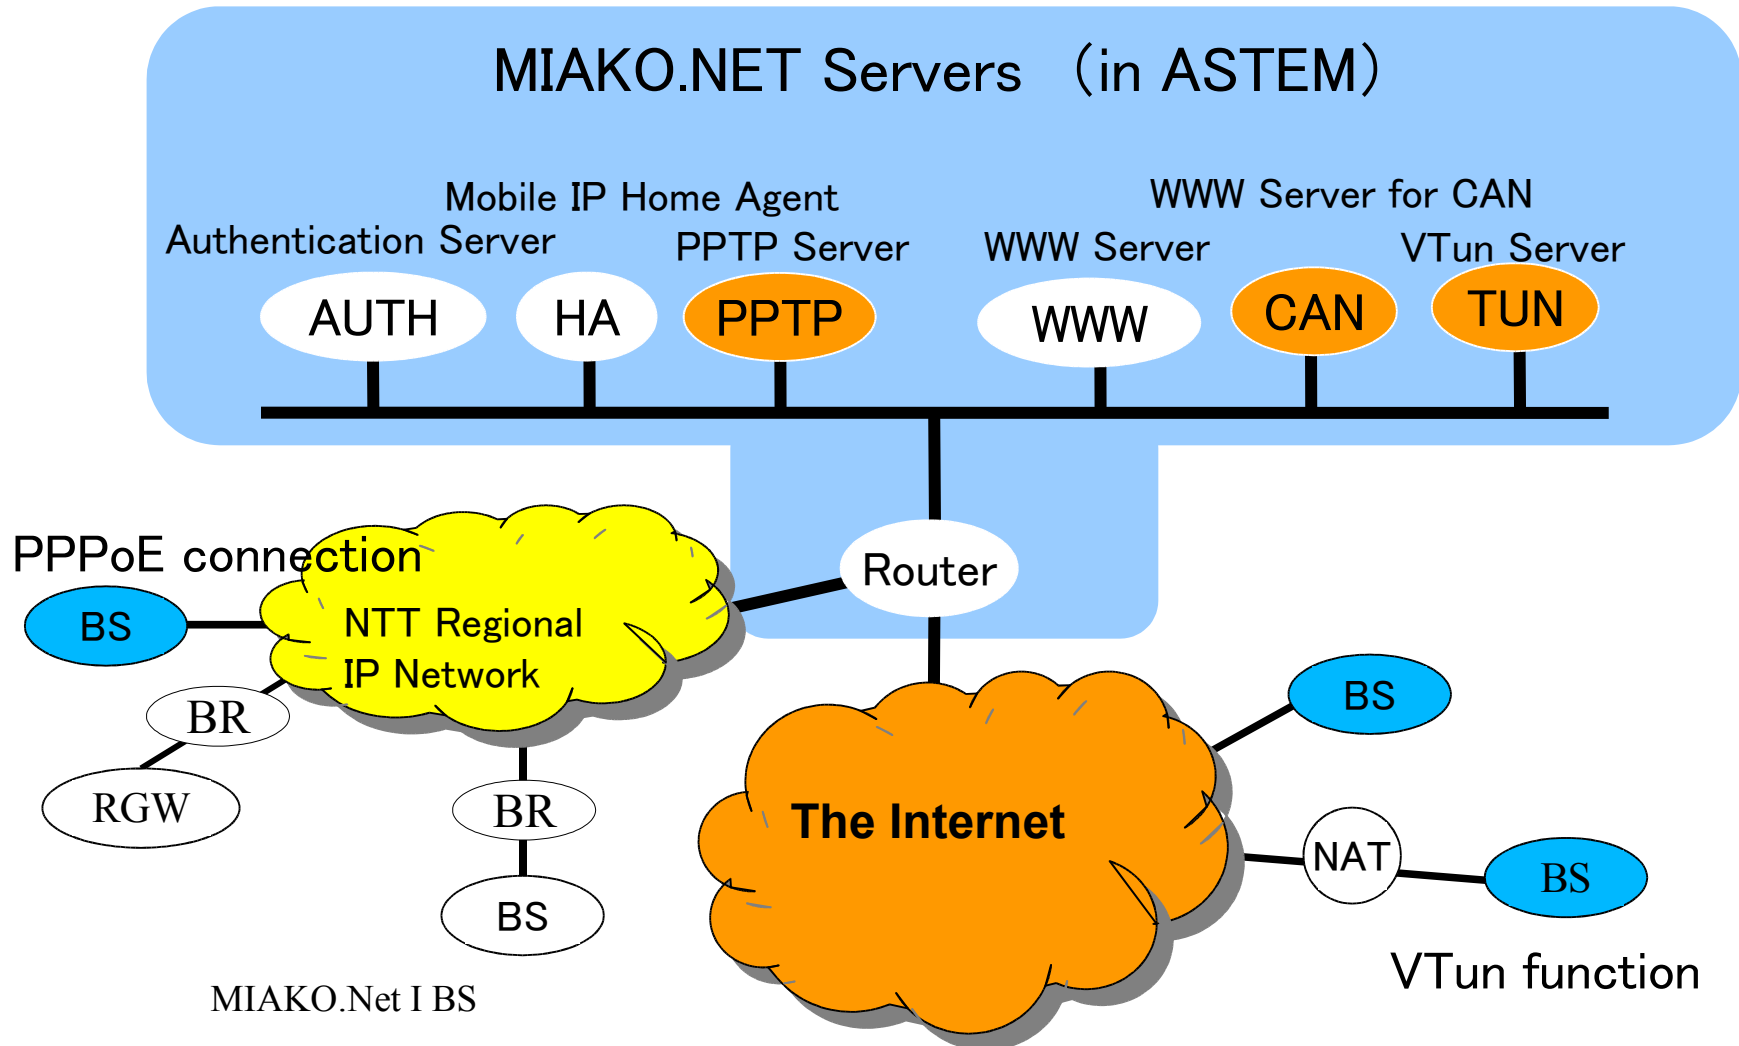 MIAKO.NET Servers （in ASTEM）
Mobile IP Home Agent
WWW Server for CAN
Authentication Server
PPTP Server
WWW Server
VTun Server
AUTH
HA
PPTP
WWW
CAN
TUN
PPPoE connection
Router
BS
NTT Regional
IP Network
BR
BS
RGW
BR
The Internet
NAT
BS
BS
VTun function
MIAKO.Net I BS